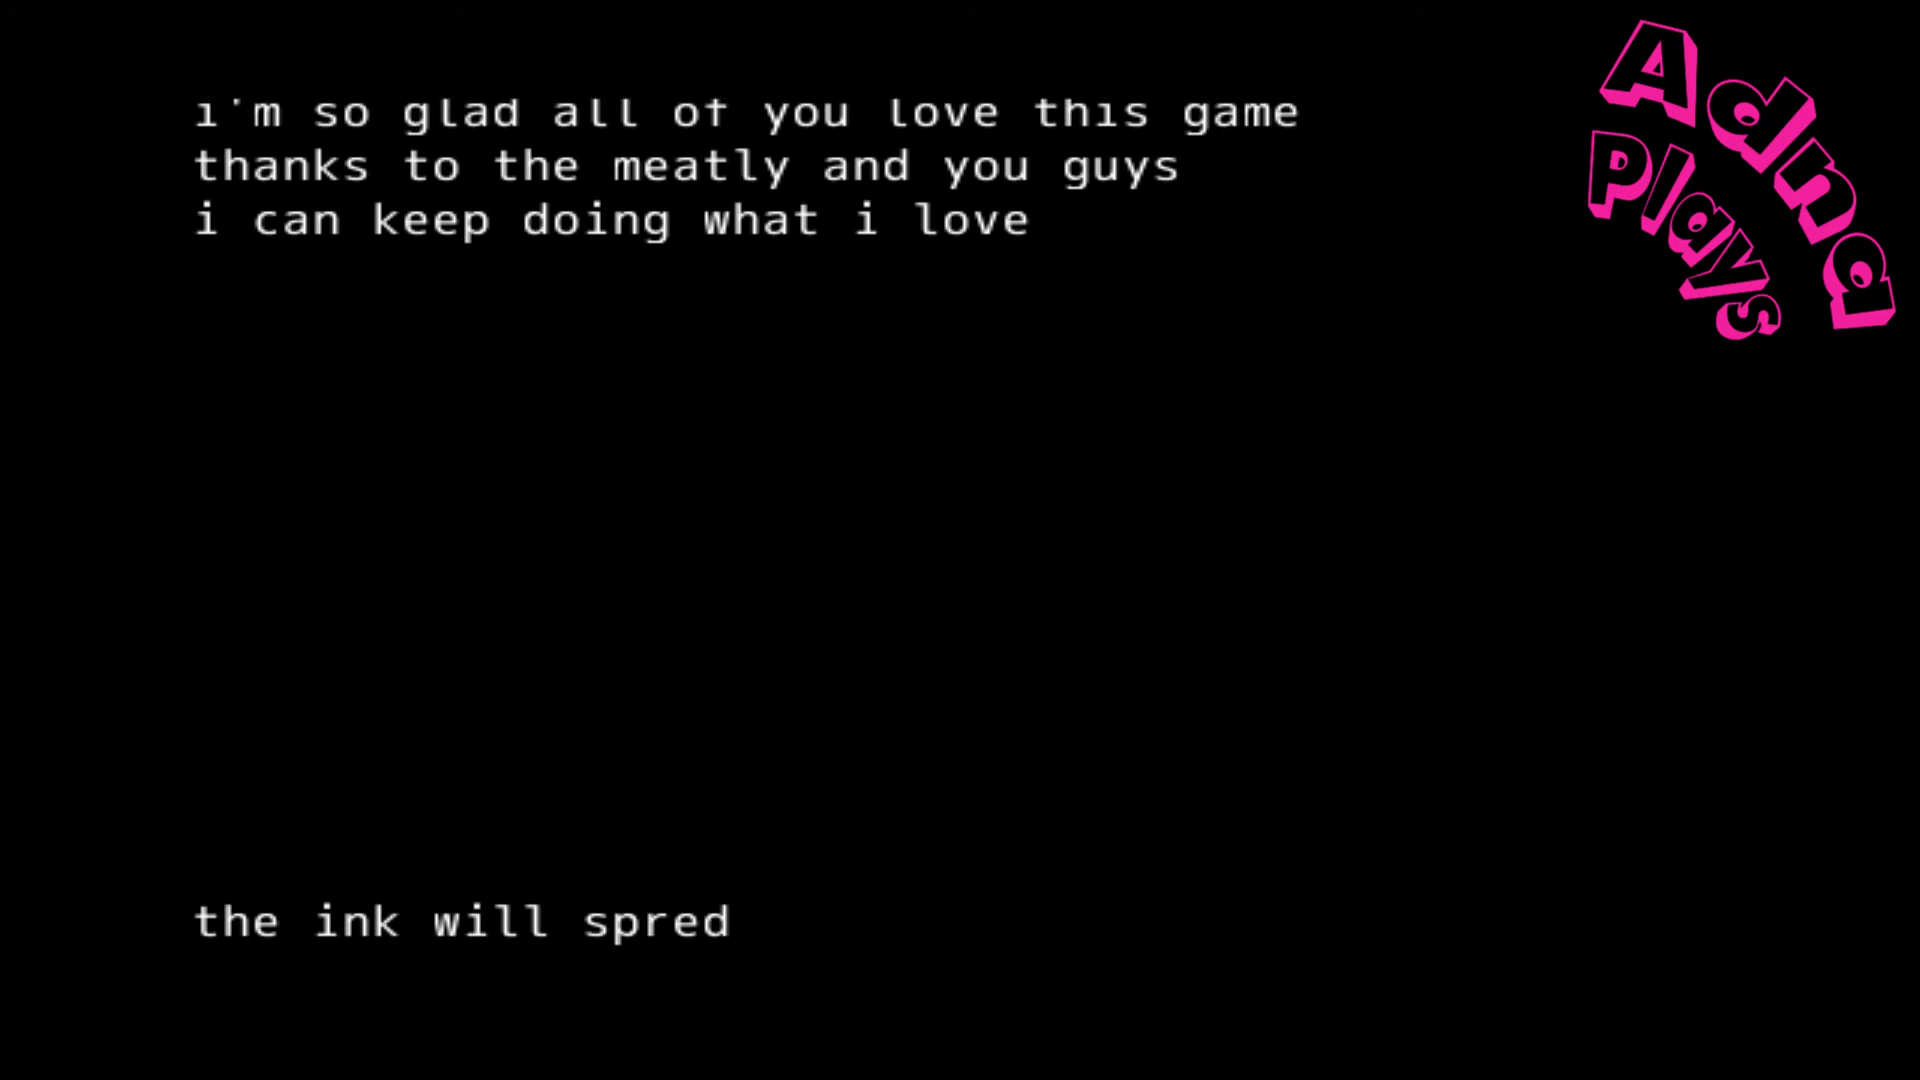 i'm so glad all of you love this game
thanks to the meatly and you guys
i can keep doing what i love
the ink will spred
Adna
Plays